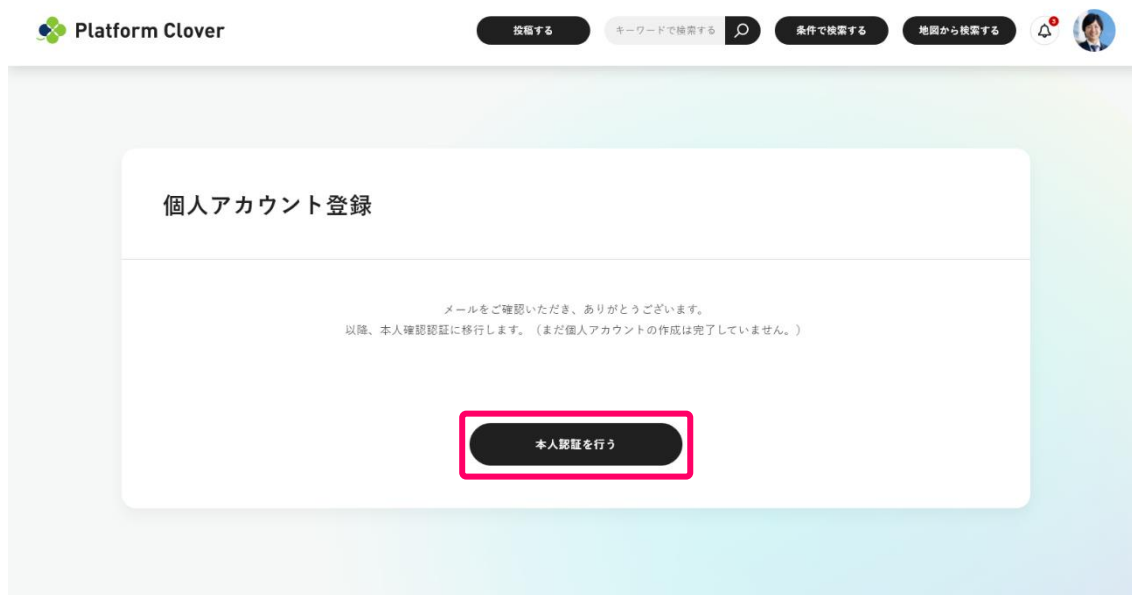 Platform Clover
投稿する
キーワードで検索する
条件で検索する
地図から検索する
3
個人アカウント登録
メールをご確認いただき、ありがとうございます。
以降、本人確認認証に移行します。（まだ個人アカウントの作成は完了していません。）
本人認証を行う